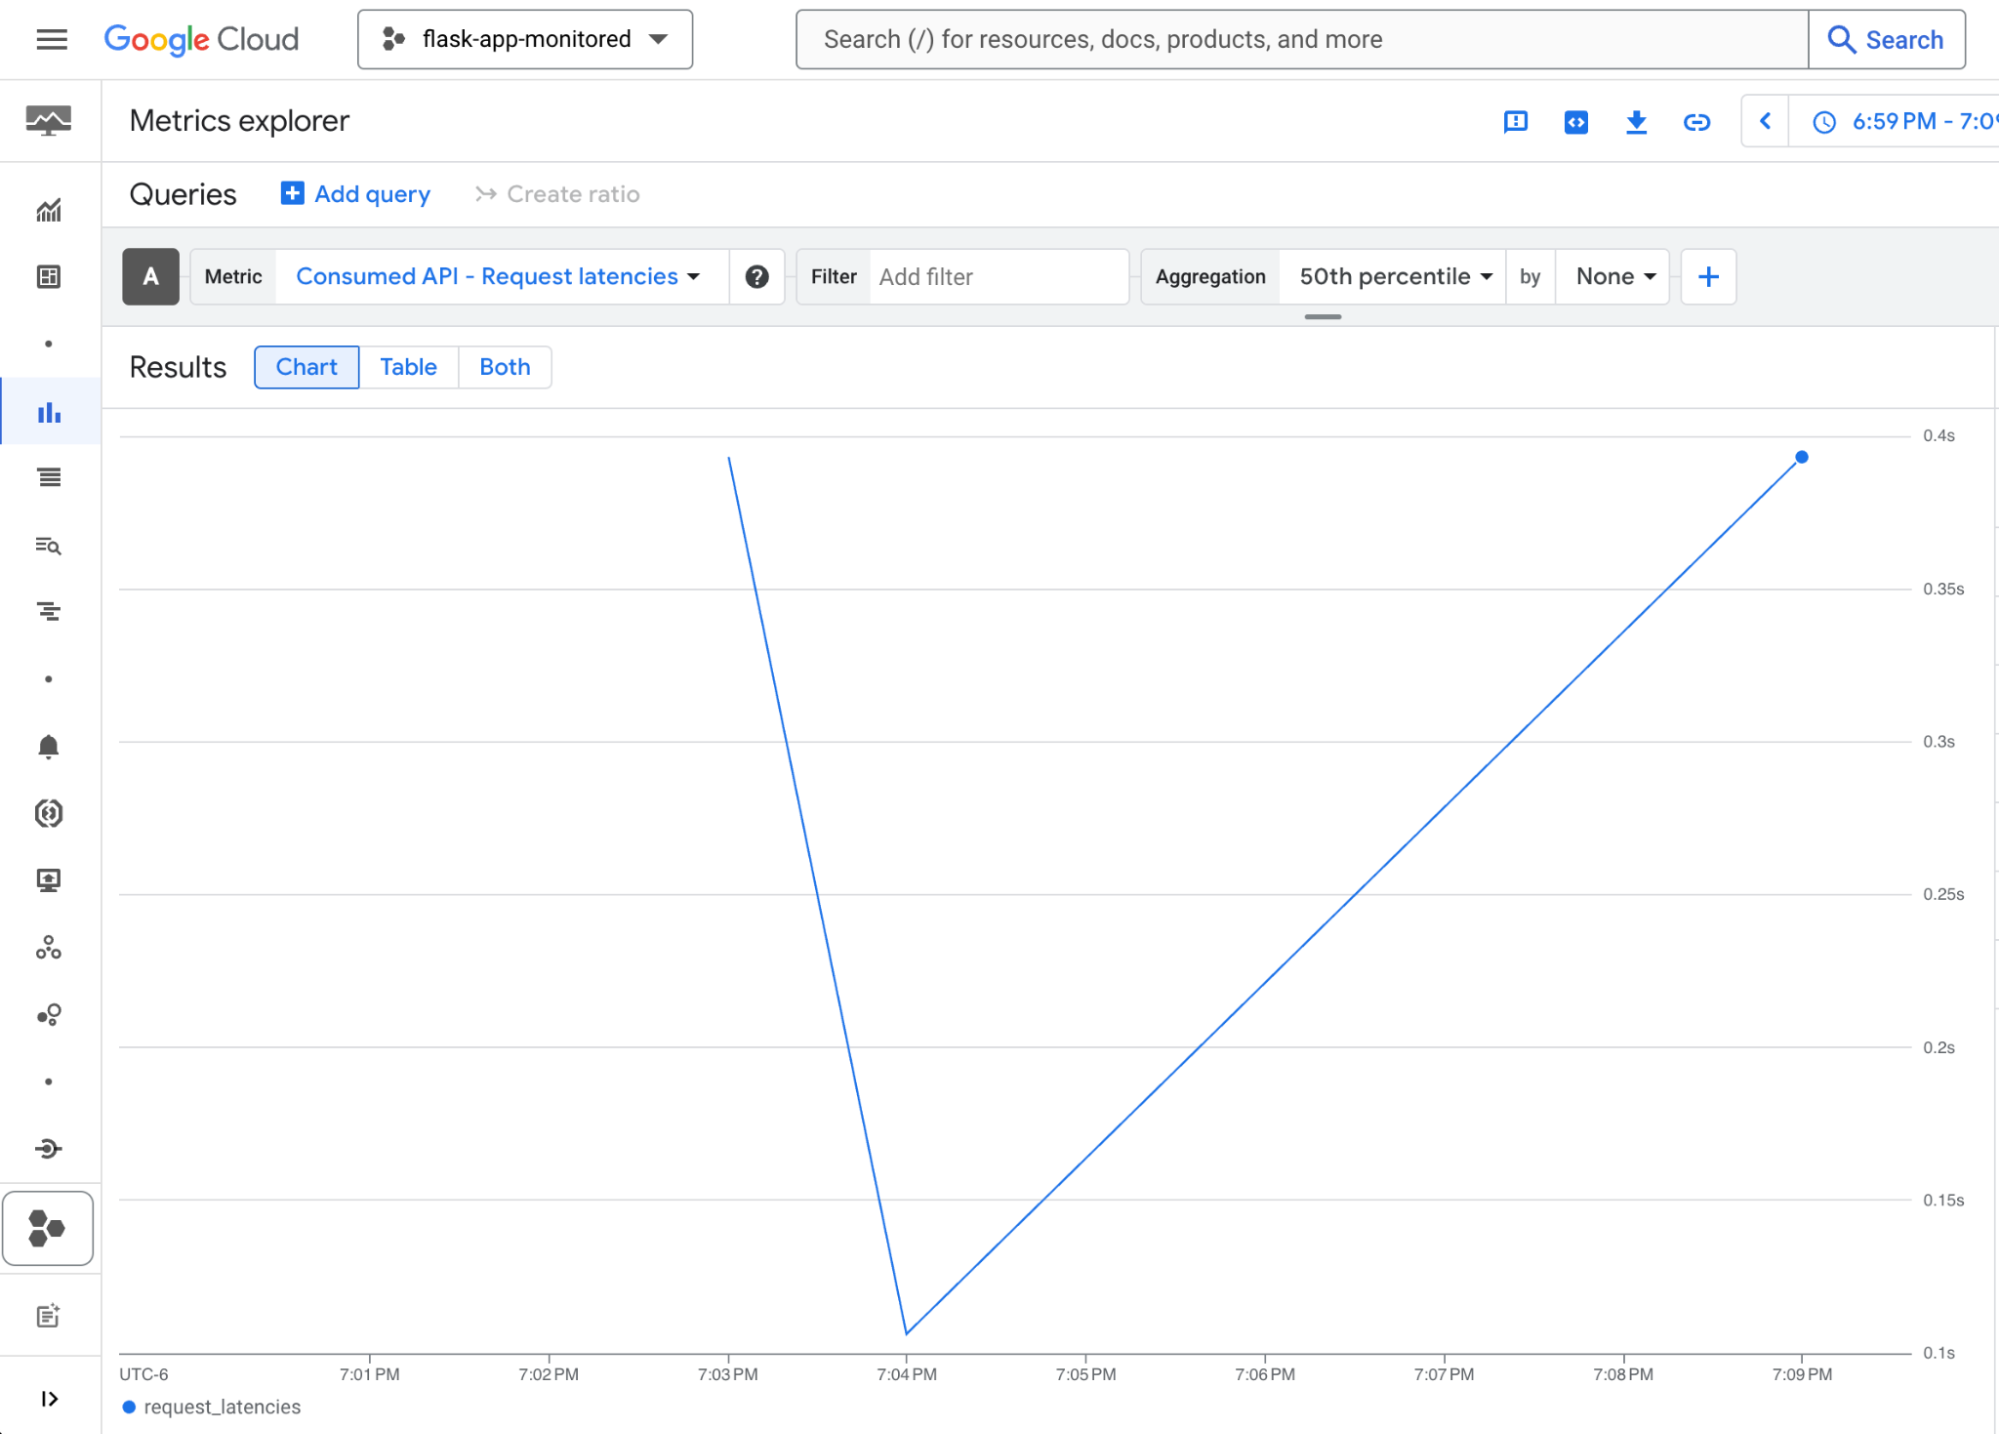 Google Cloud
flask-app-monitored
Search (/) for resources, docs, products, and more
Search
Metrics explorer
6:59 PM - 7:09
Queries
Add query
Create ratio
A
Metric
Consumed API - Request latencies
Filter
Add filter
Aggregation
50th percentile
by
None
Results
Chart
Table
Both
0.4s
0.35s
0.3s
0.25s
0.2s
0.15s
0.1s
UTC-6
7:01 PM
7:02 PM
7:03 PM
7:04 PM
7:05 PM
7:06 PM
7:07 PM
7:08 PM
7:09 PM
request_latencies